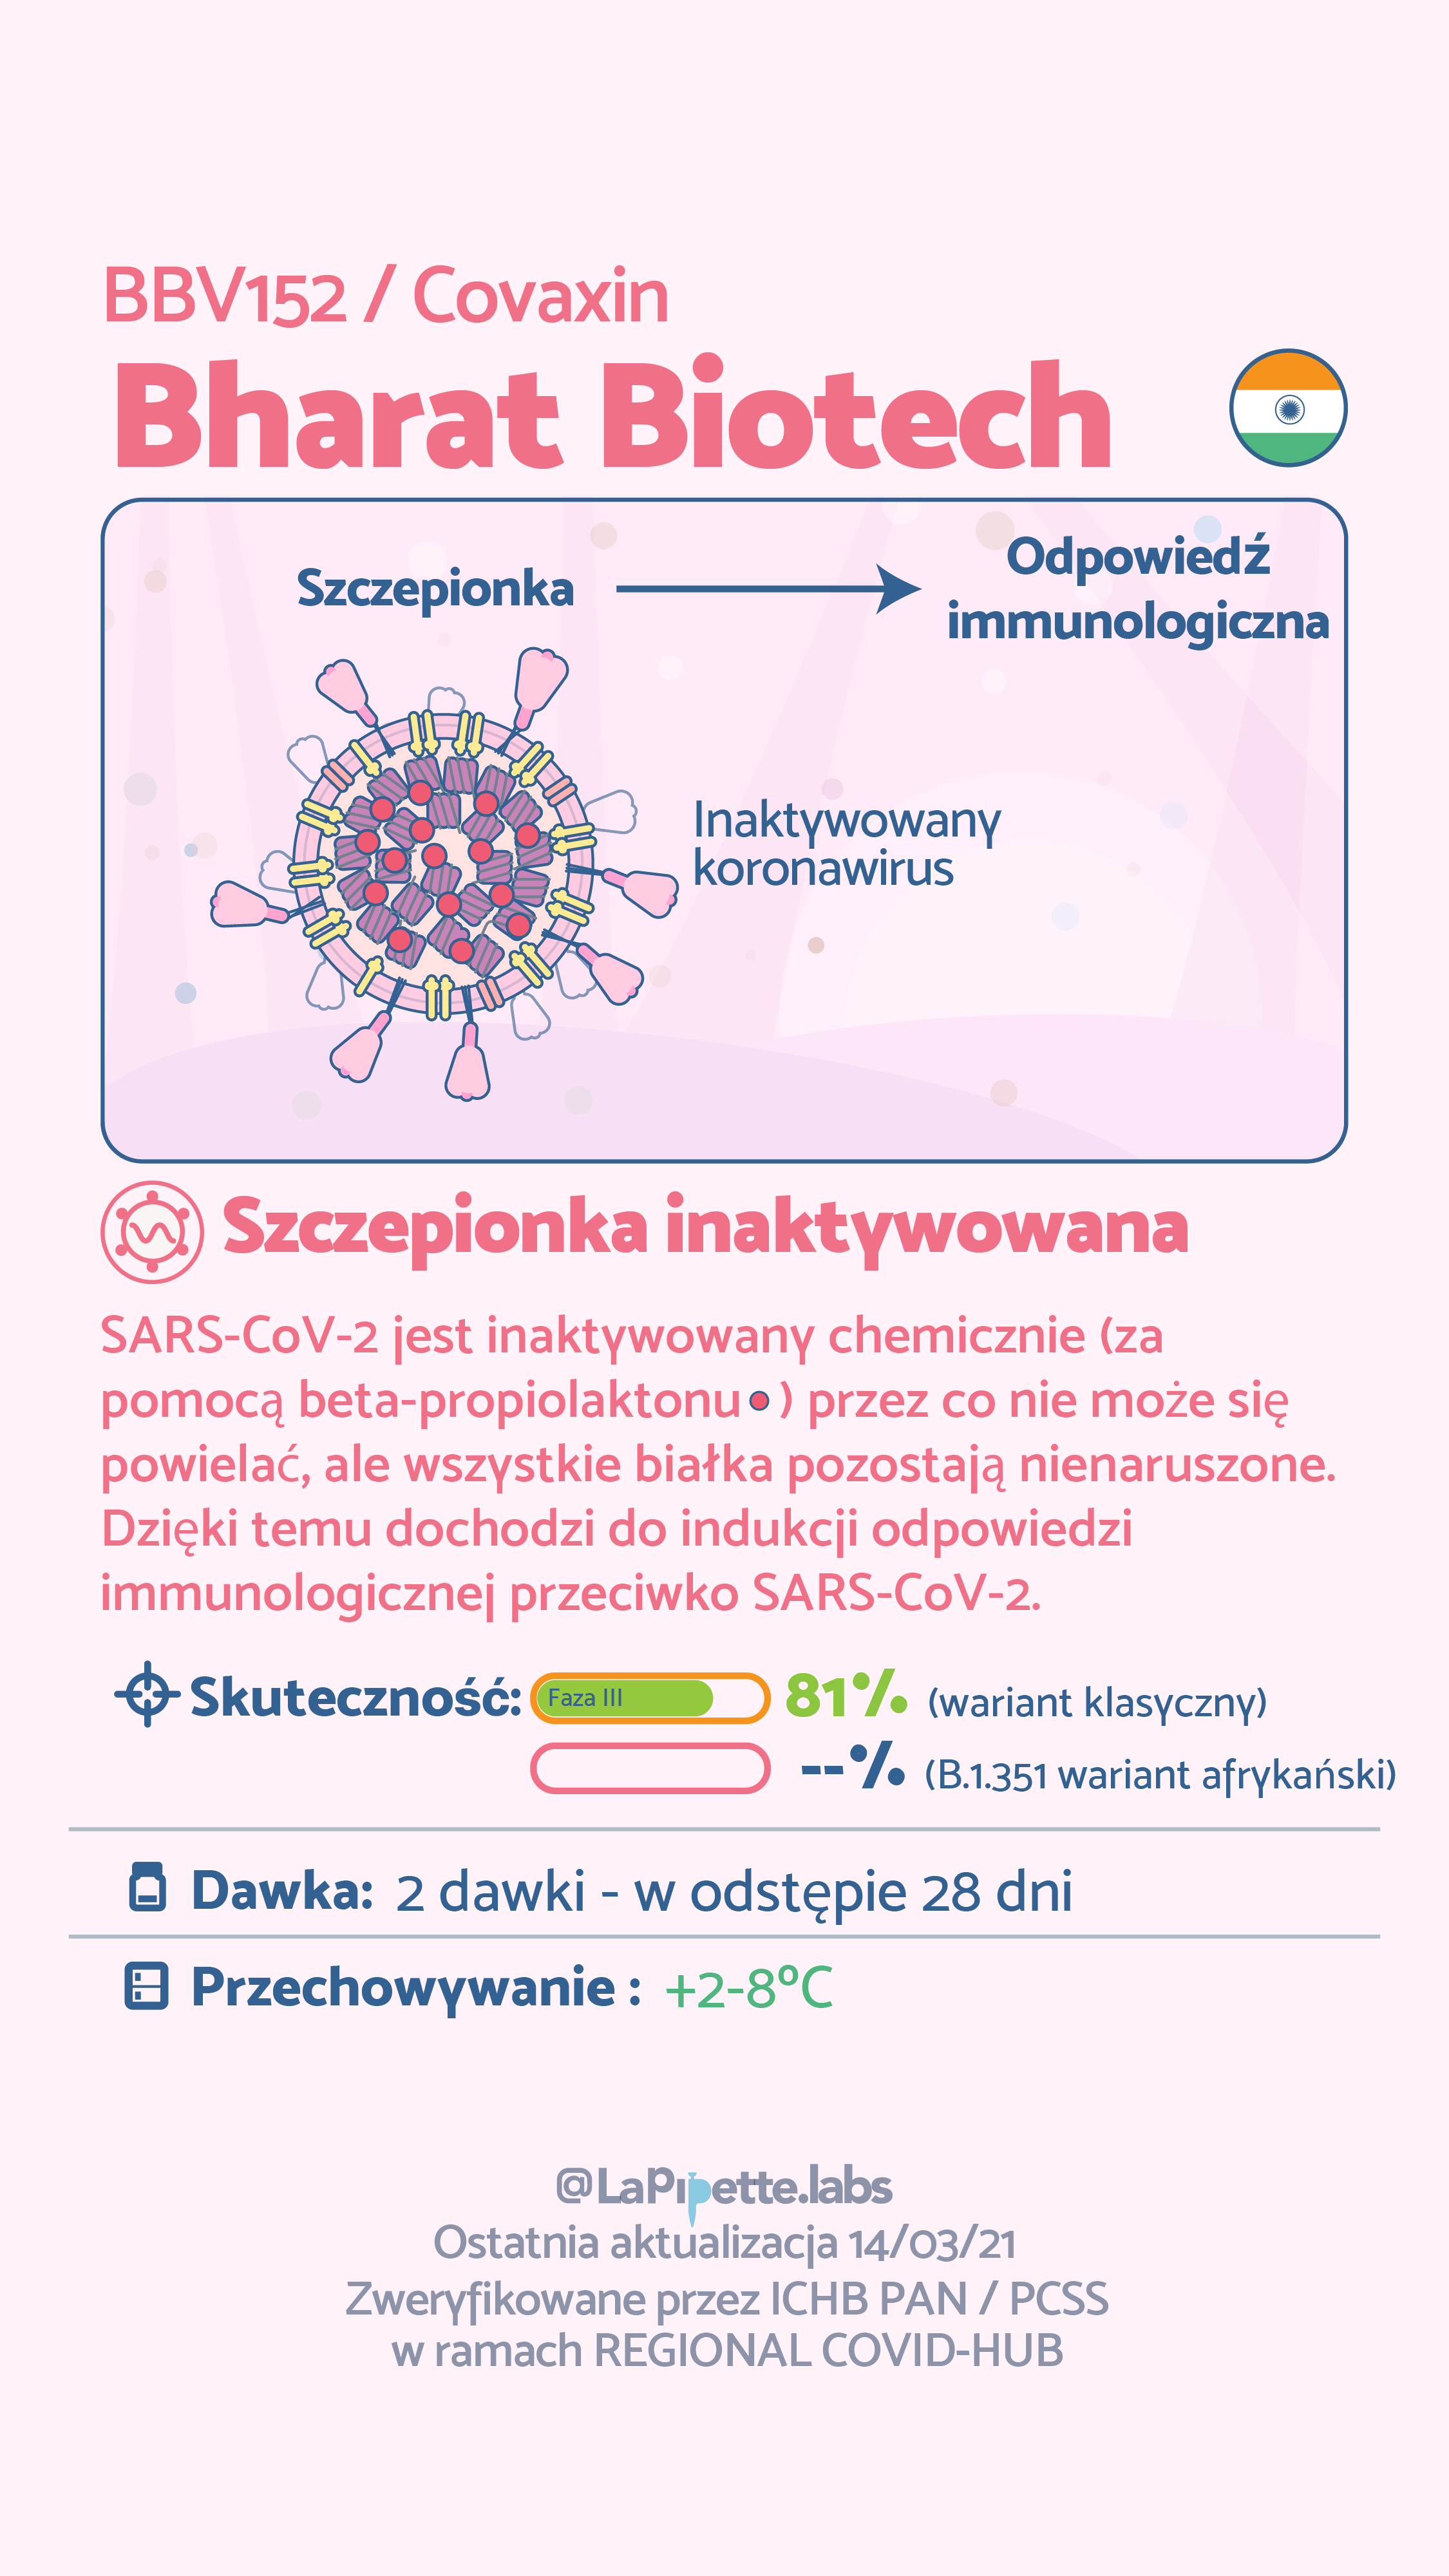 BBV152 / Covaxin
Bharat Biotech
Szczepionka
Odpowiedź
immunologiczna
Inaktywowany
koronawirus
Szczepionka inaktywowana
SARS-CoV-2 jest inaktywowany chemicznie (za
pomocą beta-propiolaktonu ) przez co nie może się
powielać, ale wszystkie białka pozostają nienaruszone.
Dzięki temu dochodzi do indukcji odpowiedzi
immunologicznej przeciwko SARS-CoV-2.
Skuteczność: Faza III 81% (wariant klasyczny)
--% (B.1.351 wariant afrykański)
Dawka: 2 dawki - w odstępie 28 dni
Przechowywanie : +2-8ºC
@LaPipette.labs
Ostatnia aktualizacja 14/03/21
Zweryfikowane przez ICHB PAN / PCSS
w ramach REGIONAL COVID-HUB